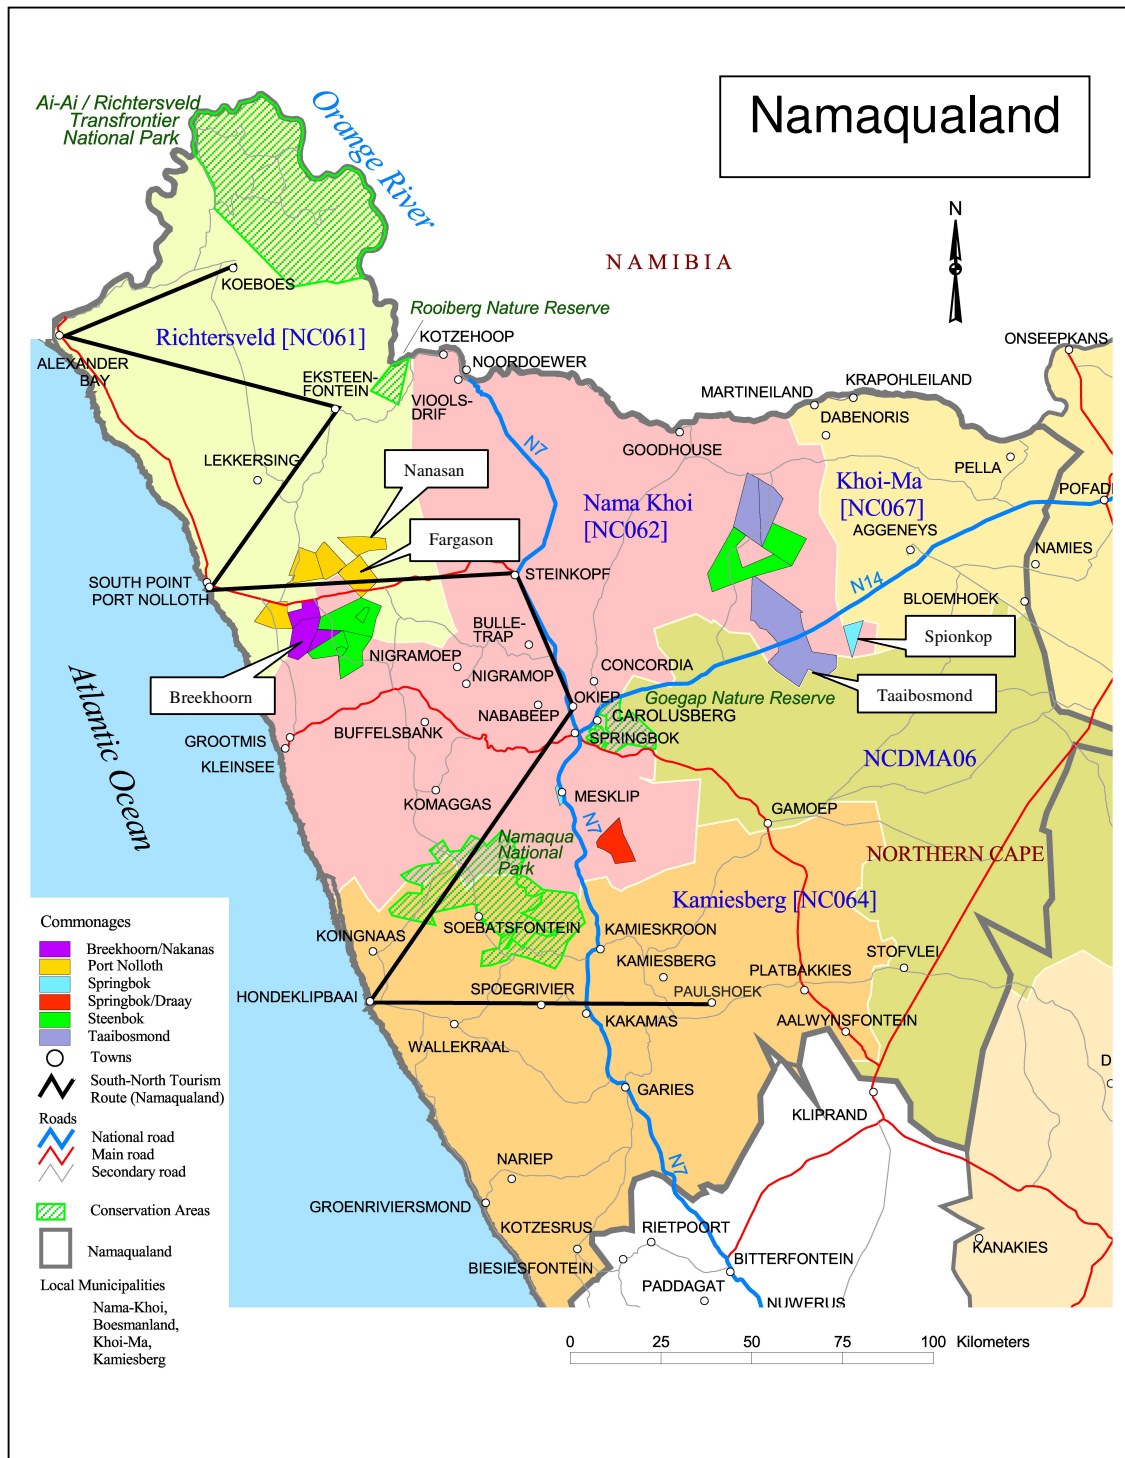 Namaqualand
Ai-Ai / Richtersveld
Transfrontier
National Park
Orange River
N
NAMIBIA
KOEBOES
Rooiberg Nature Reserve
Richtersveld [NC061]
KOTZEHOOP
ONSEEPKANS
ALEXANDER
BAY
NOORDOEWER
EKSTEEN-
FONTEIN
VIOOLS-
DRIF
MARTINEILAND
KRAPOHLEILAND
DABENORIS
N7
GOODHOUSE
LEKKERSING
Nanasan
PELLA
Khoi-Ma
[NC067]
POFAD
Nama Khoi
[NC062]
AGGENEYS
Fargason
NAMIES
SOUTH POINT
PORT NOLLOTH
STEINKOPF
N14
BLOEMHOEK
BULLE-
TRAP
Spionkop
NIGRAMOEP
CONCORDIA
NIGRAMOP
Breekhoorn
Goegap Nature Reserve
Taaibosmond
OKIEP
NABABEEP
CAROLUSBERG
BUFFELSBANK
SPRINGBOK
GROOTMIS
KLEINSEE
NCDMA06
Atlantic Ocean
KOMAGGAS
MESKLIP
N7
GAMOEP
Namaqua
National
Park
NORTHERN CAPE
Kamiesberg [NC064]
SOEBATSFONTEIN
KAMIESKROON
KOINGNAAS
STOFVLEI
KAMIESBERG
PLATBAKKIES
HONDEKLIPBAAI
SPOEGRIVIER
PAULSHOEK
KAKAMAS
AALWYNSFONTEIN
WALLEKRAAL
D
GARIES
KLIPRAND
N7
NARIEP
GROENRIVIERSMOND
KOTZESRUS
RIETPOORT
KANAKIES
BIESIESFONTEIN
BITTERFONTEIN
PADDAGAT
NUWERUS
Commonages
Breekhoorn/Nakanas
Port Nolloth
Springbok
Springbok/Draay
Steenbok
Taaibosmond
Towns
South-North Tourism
Route (Namaqualand)
Roads
National road
Main road
Secondary road
Conservation Areas
Namaqualand
Local Municipalities
Nama-Khoi,
Boesmanland,
Khoi-Ma,
Kamiesberg
0 25 50 75 100 Kilometers